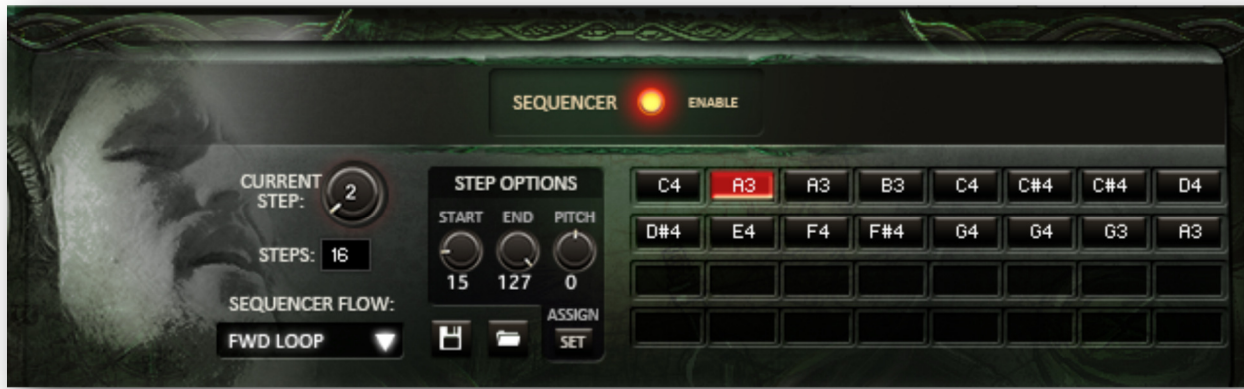 SEQUENCER ENABLE
CURRENT STEP: 2
STEPS: 16
SEQUENCER FLOW:
FWD LOOP
STEP OPTIONS
START END PITCH
15 127 0
ASSIGN
SET
C4 A3 A3 B3 C4 C#4 C#4 D4
D#4 E4 F4 F#4 G4 G4 G3 A3